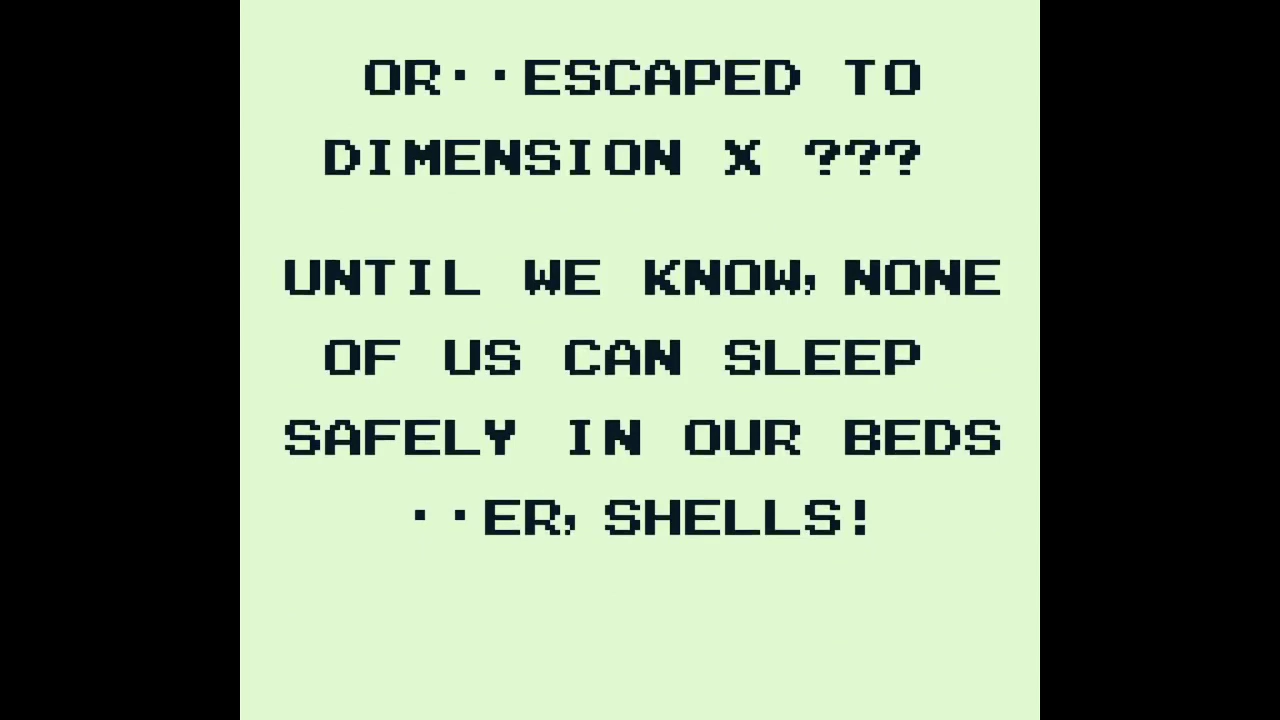 OR··ESCAPED TO
DIMENSION X ???
UNTIL WE KNOW, NONE
OF US CAN SLEEP
SAFELY IN OUR BEDS
··ER, SHELLS!